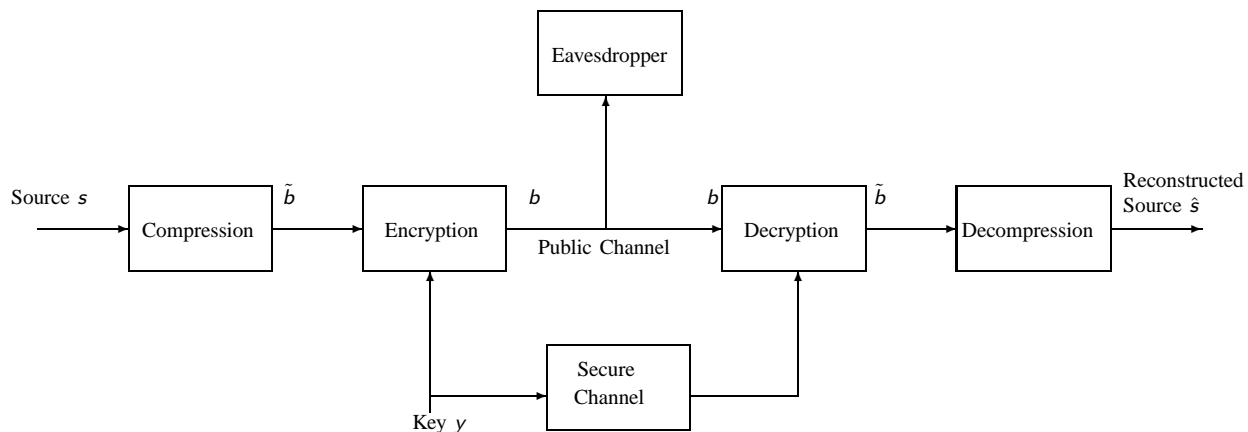 Eavesdropper
Source s
b̃
b
b
b̃
Reconstructed
Source ŝ
Compression
Encryption
Public Channel
Decryption
Decompression
Secure
Channel
Key y